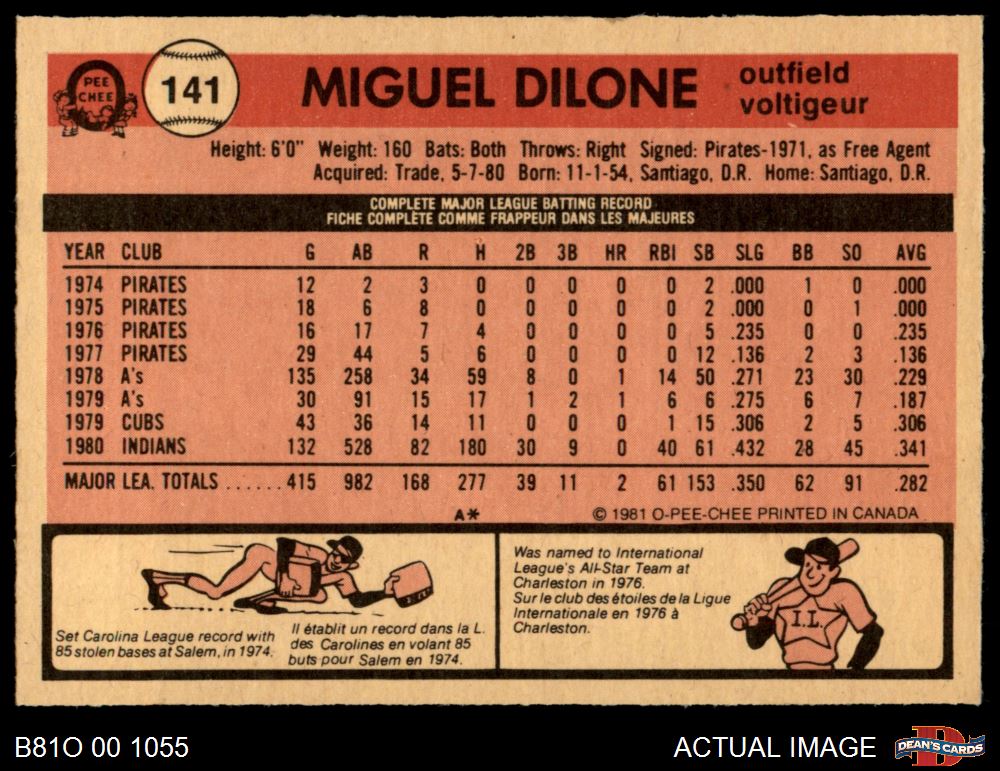 PEE
CHEE
141
MIGUEL DILONE
outfield
voltigeur
Height: 6'0" Weight: 160 Bats: Both Throws: Right Signed: Pirates-1971, as Free Agent
Acquired: Trade, 5-7-80 Born: 11-1-54, Santiago, D.R. Home: Santiago, D.R.
COMPLETE MAJOR LEAGUE BATTING RECORD
FICHE COMPLÈTE COMME FRAPPEUR DANS LES MAJEURES
YEAR CLUB G AB R H 2B 3B HR RBI SB SLG BB SO AVG
1974 PIRATES 12 2 3 0 0 0 0 0 2 .000 1 0 .000
1975 PIRATES 18 6 8 0 0 0 0 0 2 .000 0 1 .000
1976 PIRATES 16 17 7 4 0 0 0 0 5 .235 0 0 .235
1977 PIRATES 29 44 5 6 0 0 0 0 12 .136 2 3 .136
1978 A's 135 258 34 59 8 0 1 14 50 .271 23 30 .229
1979 A's 30 91 15 17 1 2 1 6 6 .275 6 7 .187
1979 CUBS 43 36 14 11 0 0 0 1 15 .306 2 5 .306
1980 INDIANS 132 528 82 180 30 9 0 40 61 .432 28 45 .341
MAJOR LEA. TOTALS ......415 982 168 277 39 11 2 61 153 .350 62 91 .282
A* © 1981 O-PEE-CHEE PRINTED IN CANADA
Set Carolina League record with
85 stolen bases at Salem, in 1974.
Il établit un record dans la L.
des Carolines en volant 85
buts pour Salem en 1974.
Was named to International
League's All-Star Team at
Charleston in 1976.
Sur le club des étoiles de la Ligue
Internationale en 1976 à
Charleston.
I.L.
B81O 00 1055
ACTUAL IMAGE
D
DEAN'S CARDS